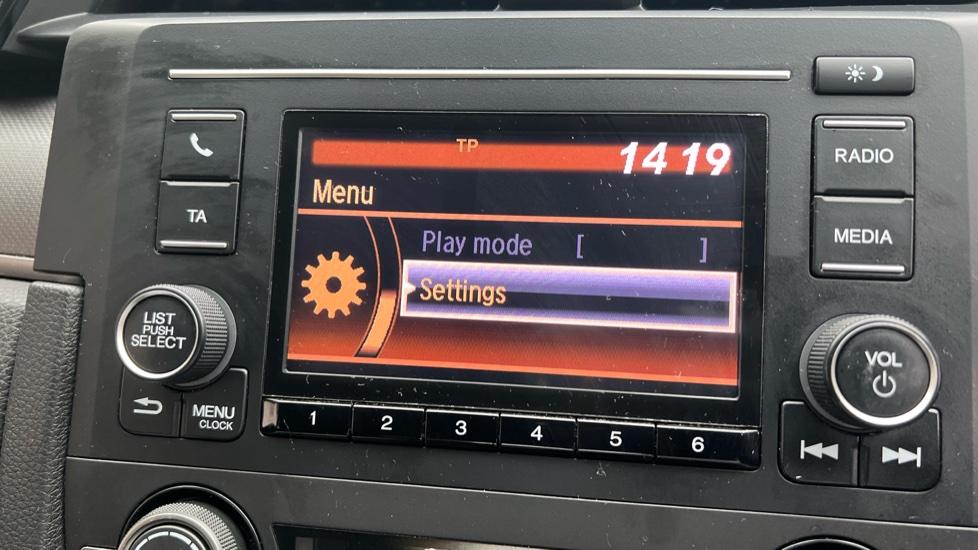 TP 14 19
Menu
Play mode [ ]
Settings
TA
LIST
PUSH
SELECT
MENU
CLOCK
1 2 3 4 5 6
RADIO
MEDIA
VOL